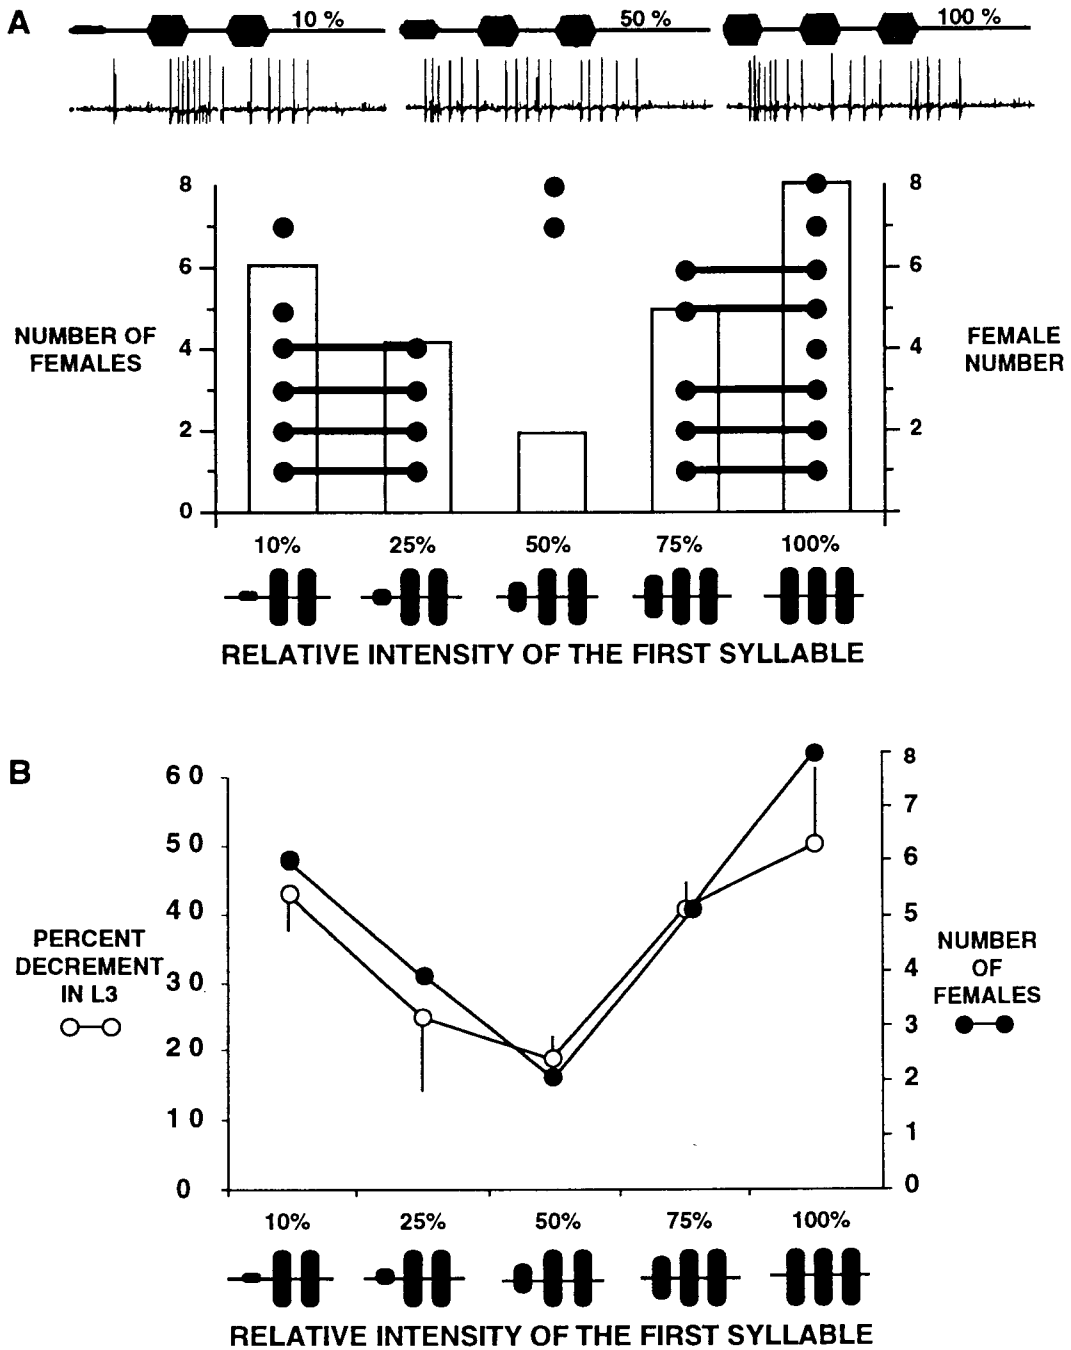 A
10 %
50 %
100 %
8
6
4
2
0
NUMBER OF
FEMALES
8
6
4
2
0
FEMALE
NUMBER
10%
25%
50%
75%
100%
RELATIVE INTENSITY OF THE FIRST SYLLABLE
B
60
50
40
30
20
10
0
PERCENT
DECREMENT
IN L3
8
7
6
5
4
3
2
1
0
NUMBER
OF
FEMALES
10%
25%
50%
75%
100%
RELATIVE INTENSITY OF THE FIRST SYLLABLE